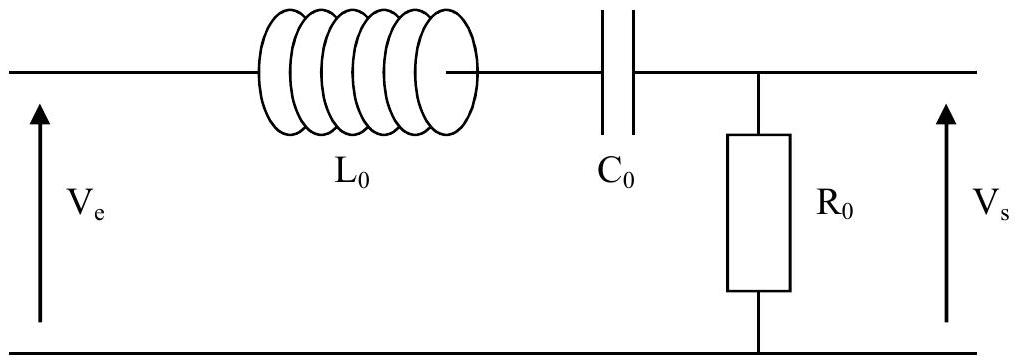 L₀
C₀
Vₑ
R₀
Vₛ